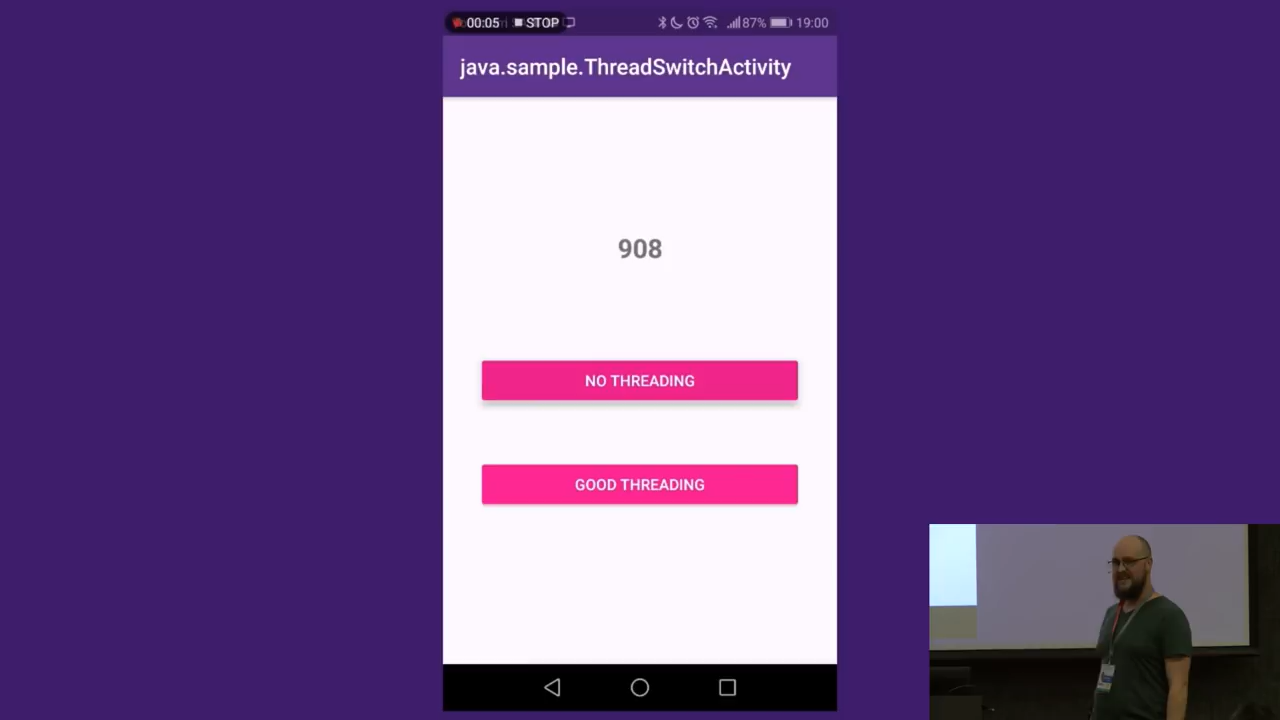 00:05 STOP 87% 19:00
java.sample.ThreadSwitchActivity
908
NO THREADING
GOOD THREADING